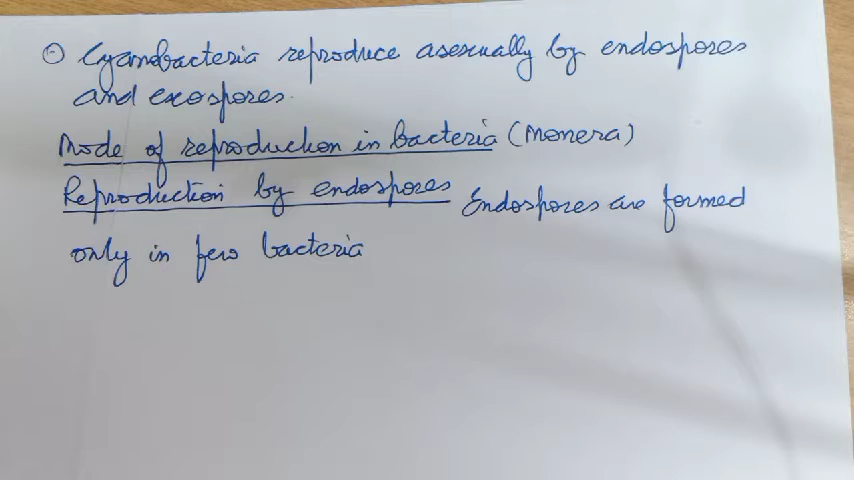 ⊖ Cyanobacteria reproduce asexually by endospores
and exospores.
Mode of reproduction in bacteria (Monera)
Reproduction by endospores Endospores are formed
only in few bacteria